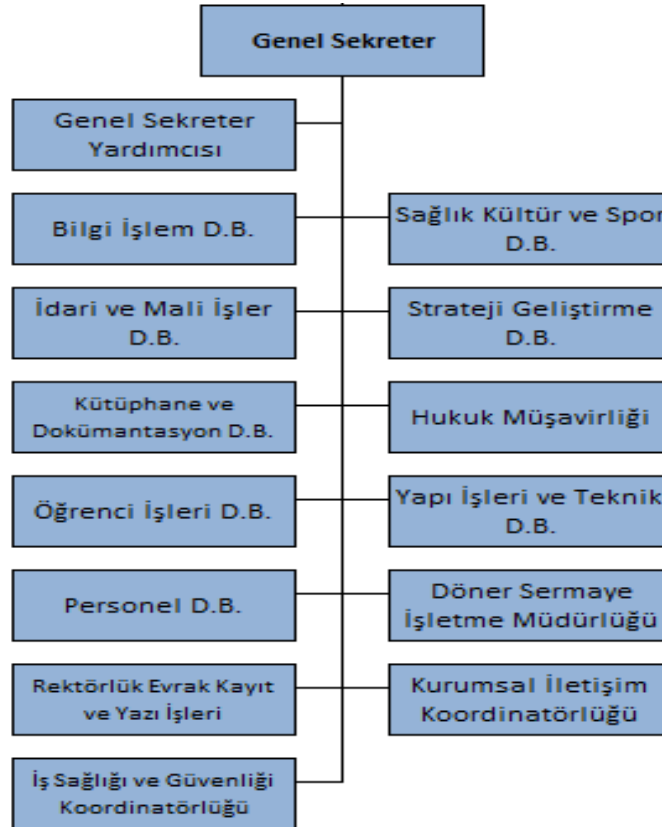 Genel Sekreter
Genel Sekreter
Yardımcısı
Bilgi İşlem D.B.
Sağlık Kültür ve Spor
D.B.
İdari ve Mali İşler
D.B.
Strateji Geliştirme
D.B.
Kütüphane ve
Dokümantasyon D.B.
Hukuk Müşavirliği
Öğrenci İşleri D.B.
Yapı İşleri ve Teknik
D.B.
Personel D.B.
Döner Sermaye
İşletme Müdürlüğü
Rektörlük Evrak Kayıt
ve Yazı İşleri
Kurumsal İletişim
Koordinatörlüğü
İş Sağlığı ve Güvenliği
Koordinatörlüğü